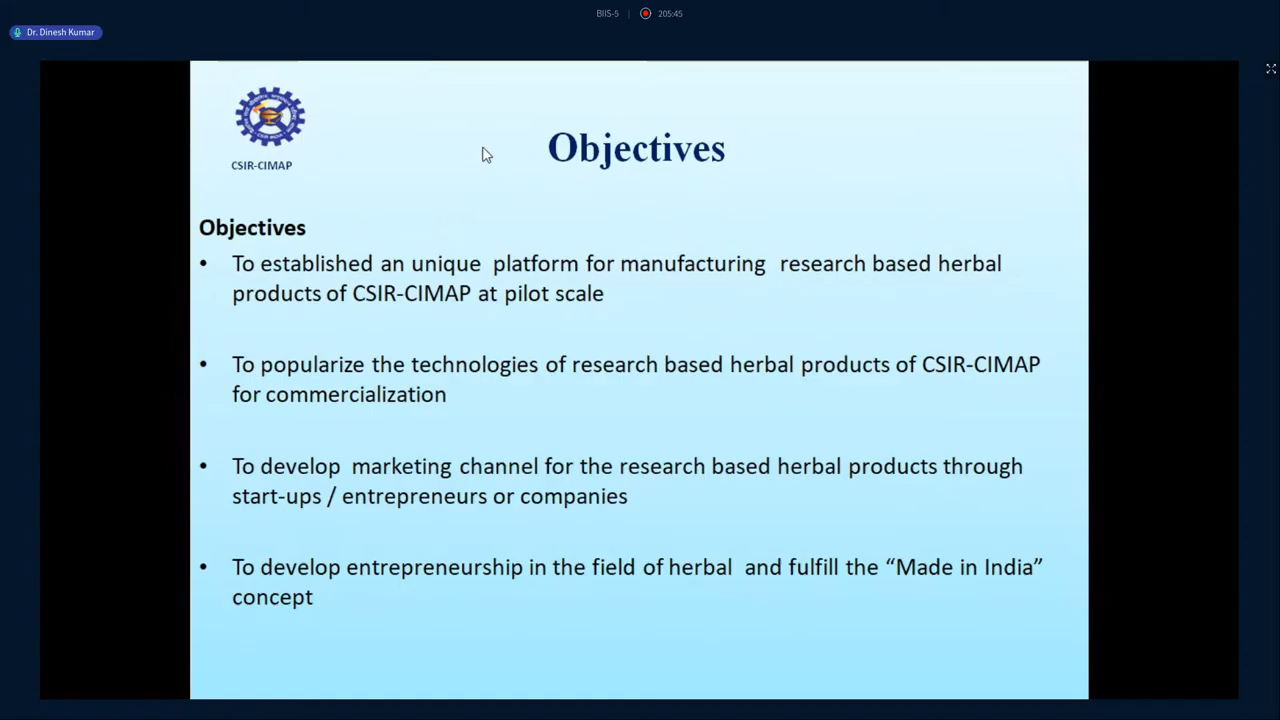 BIIS-5 | 205:45
Dr. Dinesh Kumar
CSIR-CIMAP
Objectives
Objectives
• To established an unique platform for manufacturing research based herbal
products of CSIR-CIMAP at pilot scale
• To popularize the technologies of research based herbal products of CSIR-CIMAP
for commercialization
• To develop marketing channel for the research based herbal products through
start-ups / entrepreneurs or companies
• To develop entrepreneurship in the field of herbal and fulfill the “Made in India”
concept